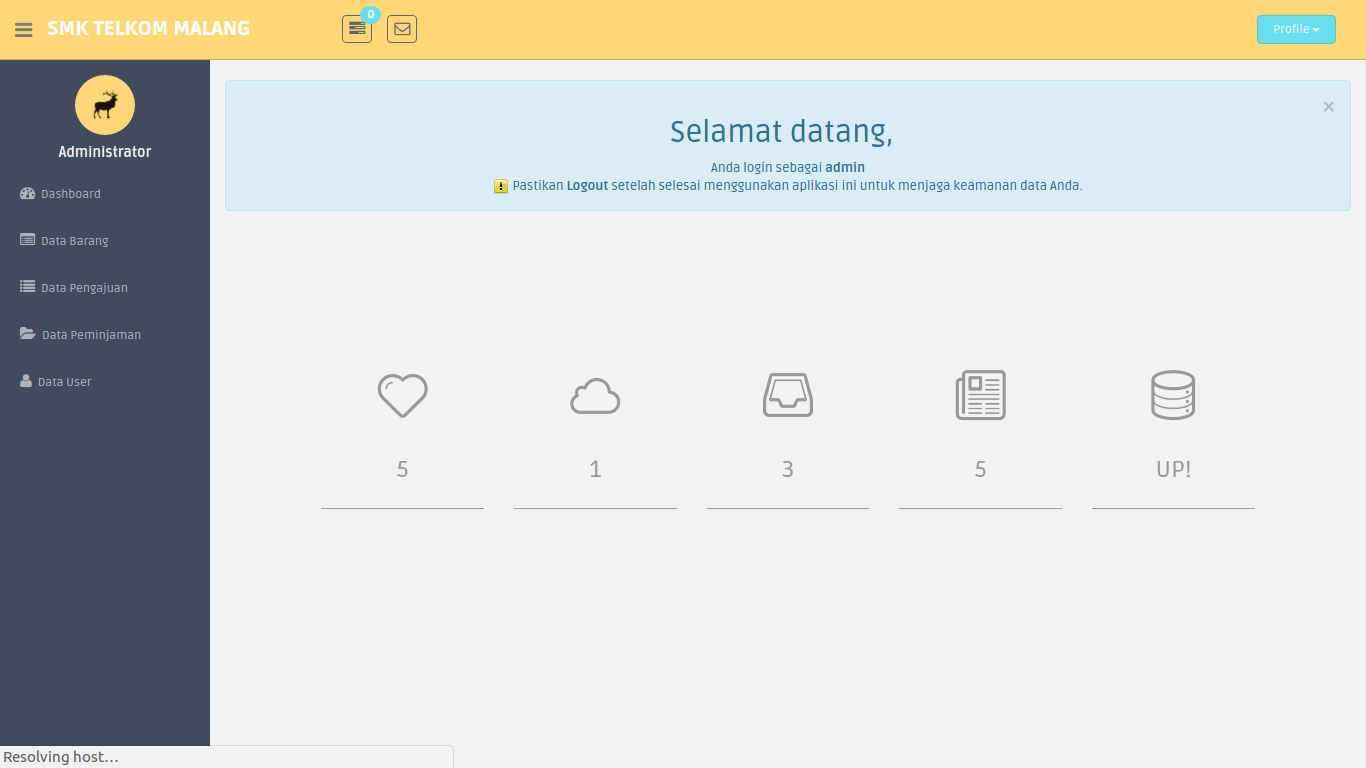 SMK TELKOM MALANG
0
Profile
Administrator
Dashboard
Data Barang
Data Pengajuan
Data Peminjaman
Data User
×
Selamat datang,
Anda login sebagai admin
Pastikan Logout setelah selesai menggunakan aplikasi ini untuk menjaga keamanan data Anda.
5
1
3
5
UP!
Resolving host...